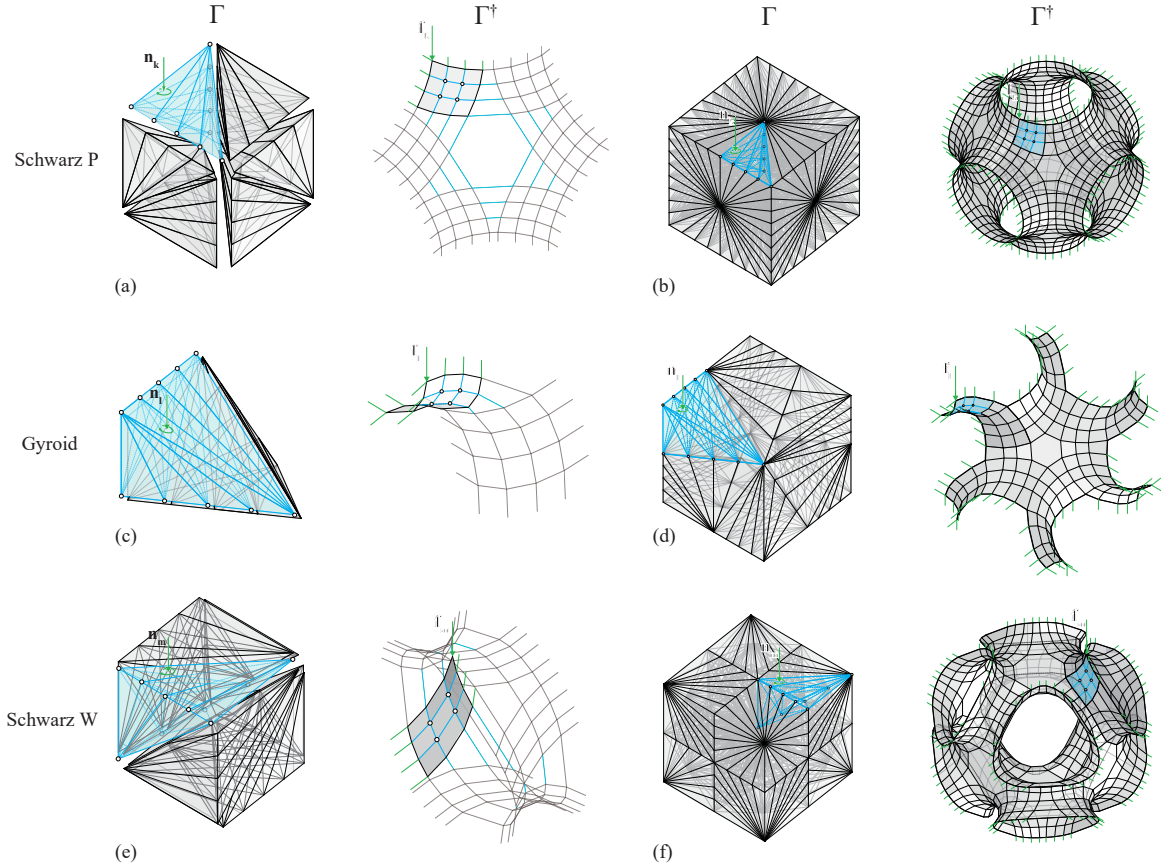 Γ Γ† Γ Γ†
n_k
Schwarz P
(a) (b)
n_l
Gyroid
(c) (d)
n_m
Schwarz W
(e) (f)